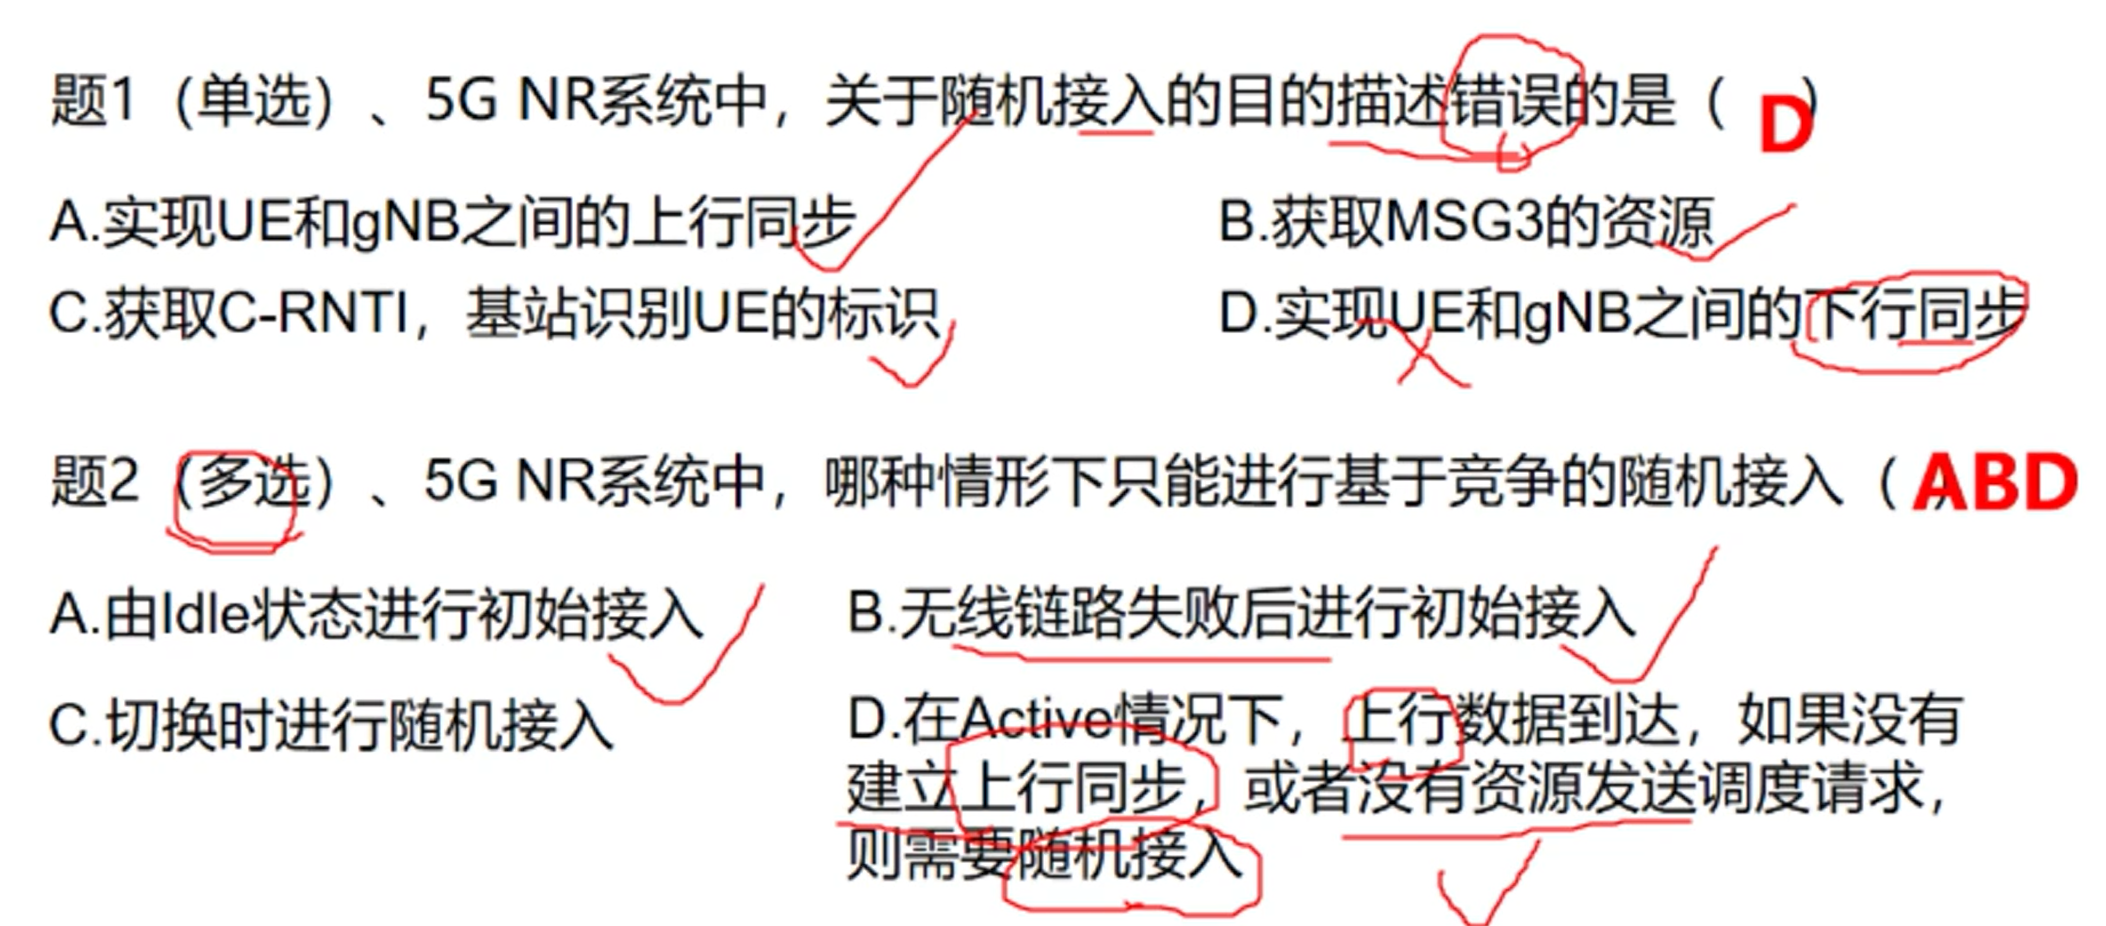 题1（单选）、5G NR系统中，关于随机接入的目的描述错误的是（ D ）
A.实现UE和gNB之间的上行同步 B.获取MSG3的资源
C.获取C-RNTI，基站识别UE的标识 D.实现UE和gNB之间的下行同步
题2（多选）、5G NR系统中，哪种情形下只能进行基于竞争的随机接入（ ABD ）
A.由Idle状态进行初始接入 B.无线链路失败后进行初始接入
C.切换时进行随机接入 D.在Active情况下，上行数据到达，如果没有
建立上行同步，或者没有资源发送调度请求，
则需要随机接入